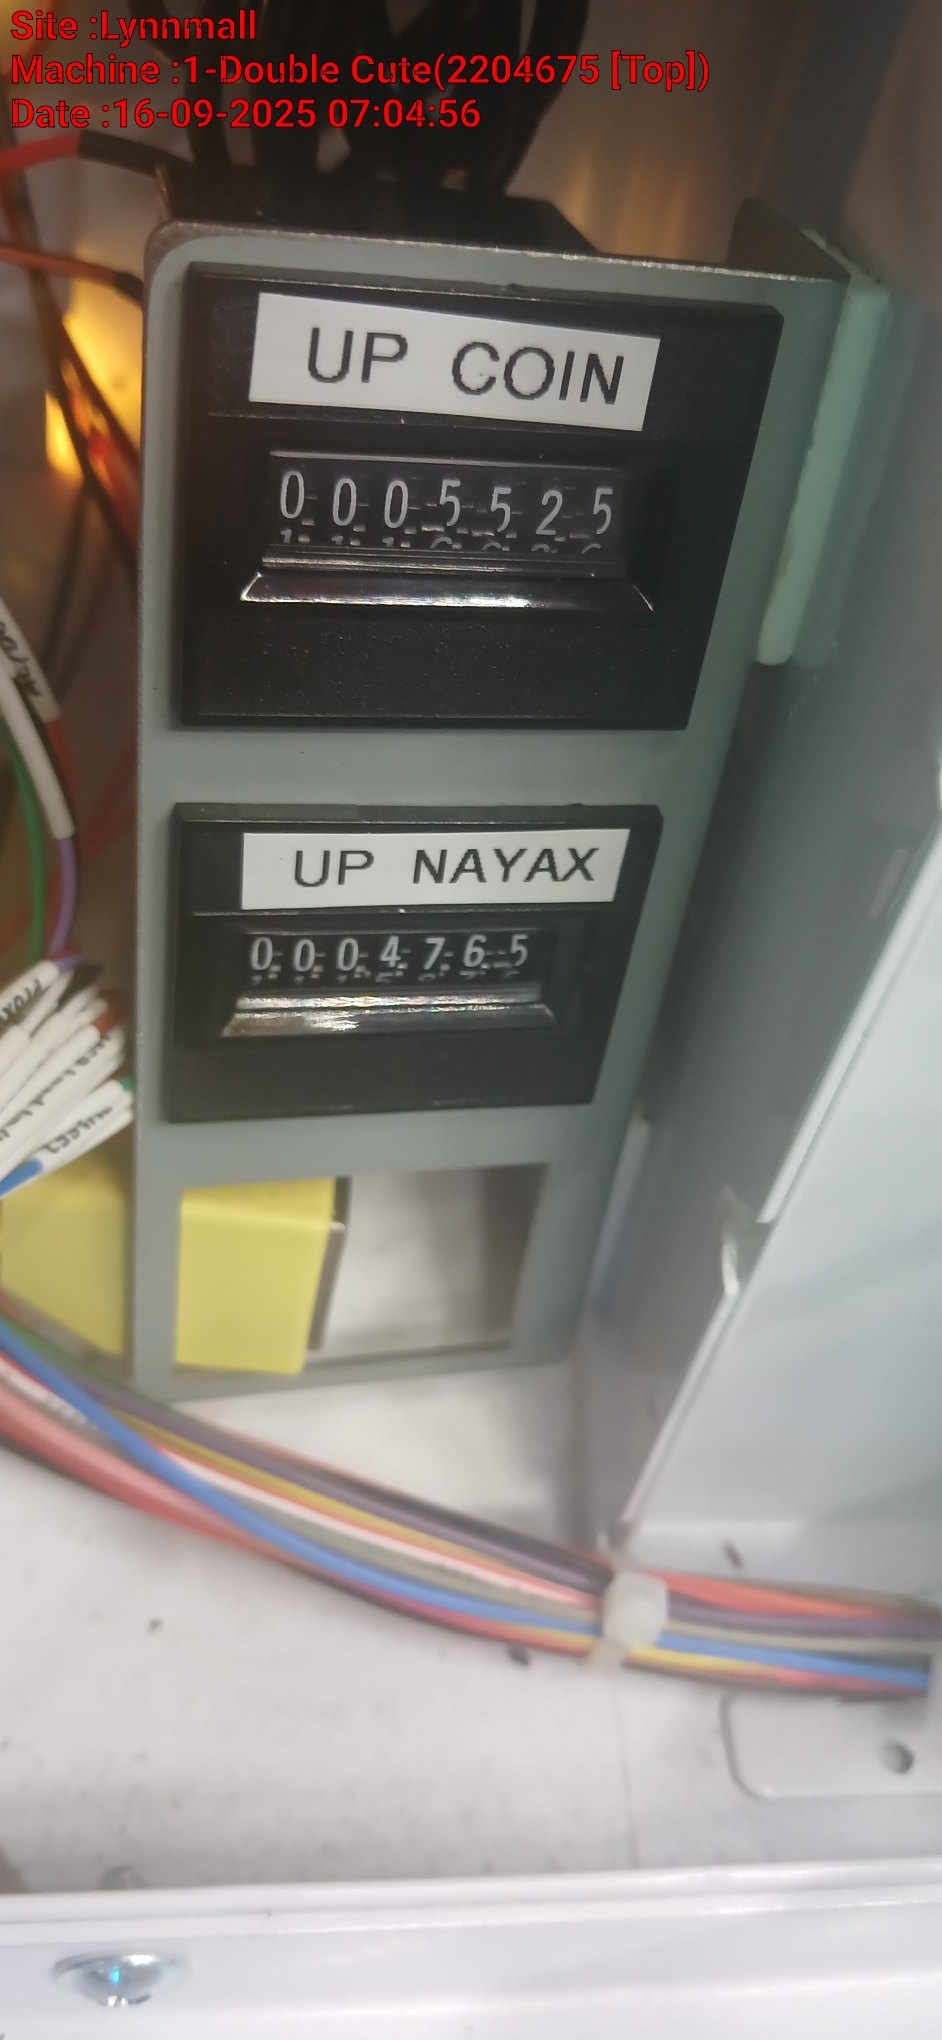 Site :Lynnmall
Machine :1-Double Cute(2204675 [Top])
Date :16-09-2025 07:04:56
UP COIN
0005525
UP NAYAX
0004765